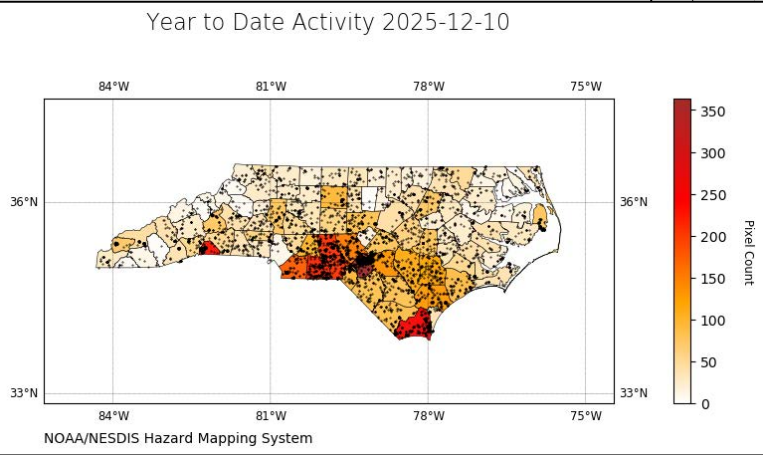 Year to Date Activity 2025-12-10
84°W 81°W 78°W 75°W
36°N 36°N
33°N 33°N
84°W 81°W 78°W 75°W
350
300
250
200
150
100
50
0
Pixel Count
NOAA/NESDIS Hazard Mapping System